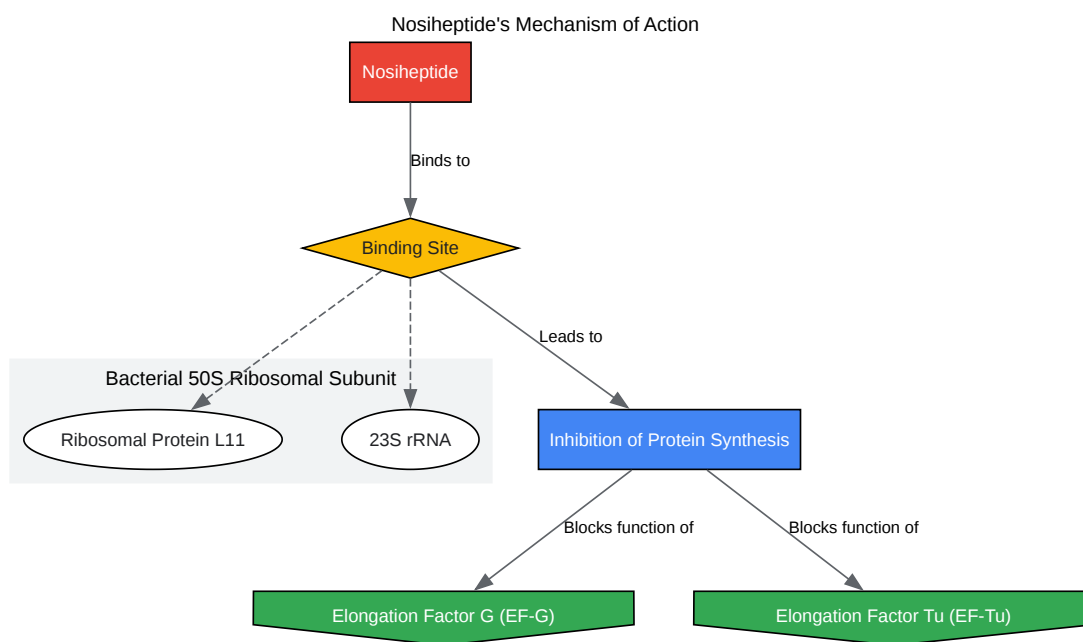 Nosiheptide's Mechanism of Action
Nosiheptide
Binds to
Binding Site
Leads to
Bacterial 50S Ribosomal Subunit
Ribosomal Protein L11
23S rRNA
Inhibition of Protein Synthesis
Blocks function of
Blocks function of
Elongation Factor G (EF-G)
Elongation Factor Tu (EF-Tu)